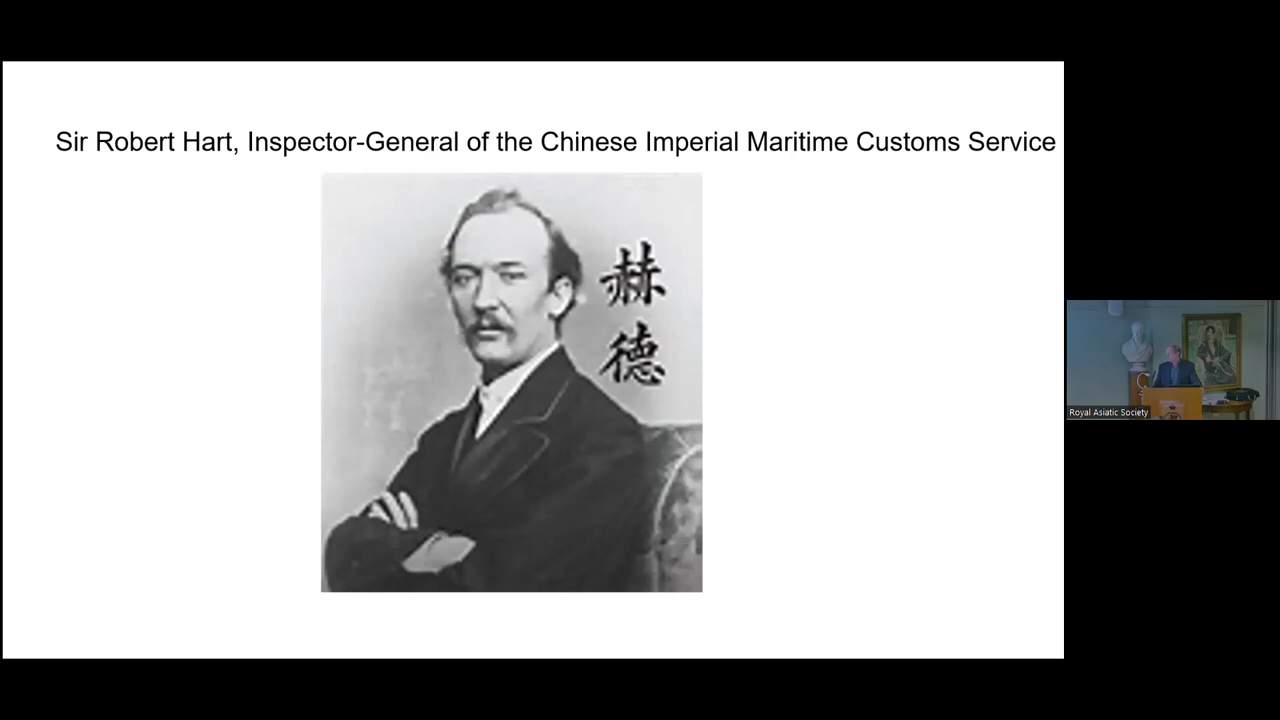 Sir Robert Hart, Inspector-General of the Chinese Imperial Maritime Customs Service
赫
德
Royal Asiatic Society